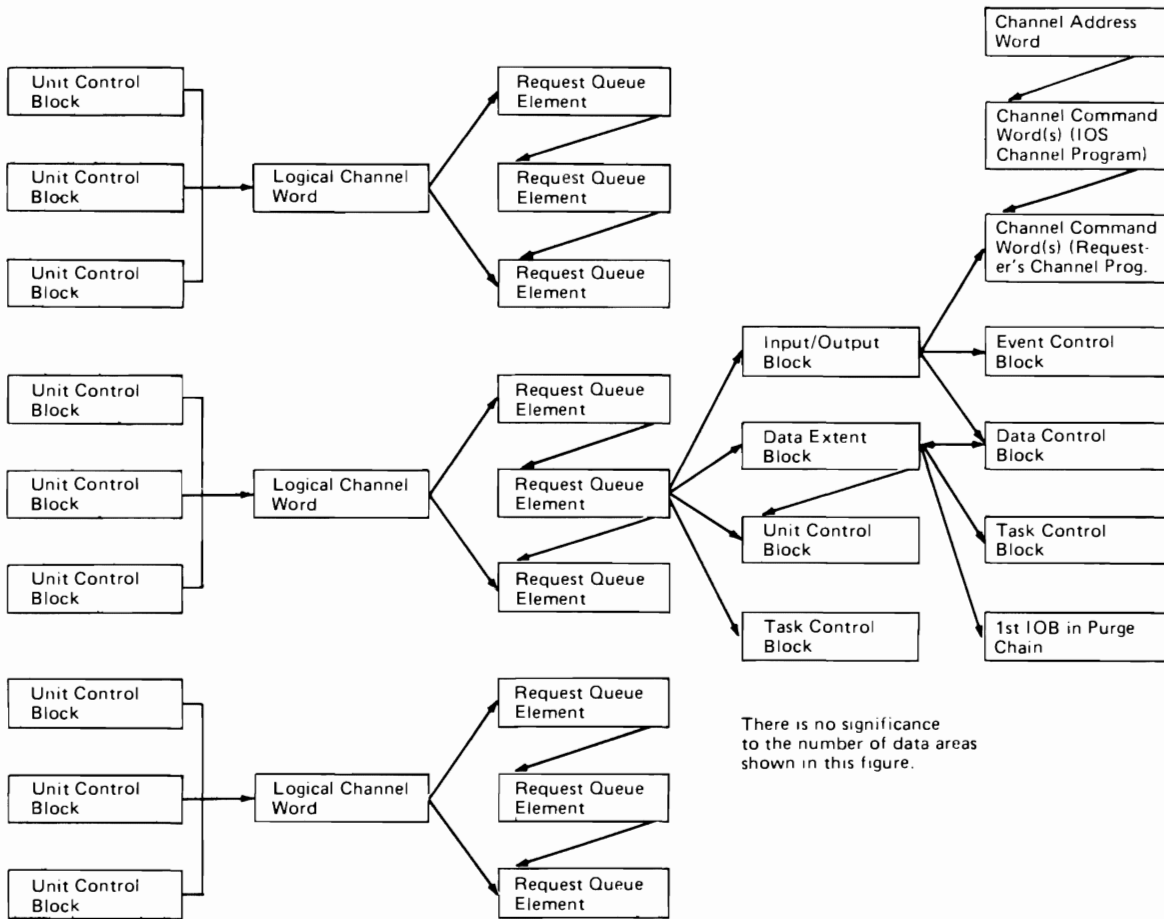 Channel Address
Word
Unit Control
Block
Request Queue
Element
Channel Command
Word(s) (IOS
Channel Program)
Unit Control
Block
Logical Channel
Word
Request Queue
Element
Channel Command
Word(s) (Request-
er's Channel Prog.
Unit Control
Block
Request Queue
Element
Input/Output
Block
Event Control
Block
Unit Control
Block
Request Queue
Element
Data Extent
Block
Data Control
Block
Unit Control
Block
Logical Channel
Word
Request Queue
Element
Unit Control
Block
Task Control
Block
Unit Control
Block
Request Queue
Element
Task Control
Block
1st IOB in Purge
Chain
Unit Control
Block
Request Queue
Element
There is no significance
to the number of data areas
shown in this figure.
Unit Control
Block
Logical Channel
Word
Request Queue
Element
Unit Control
Block
Request Queue
Element